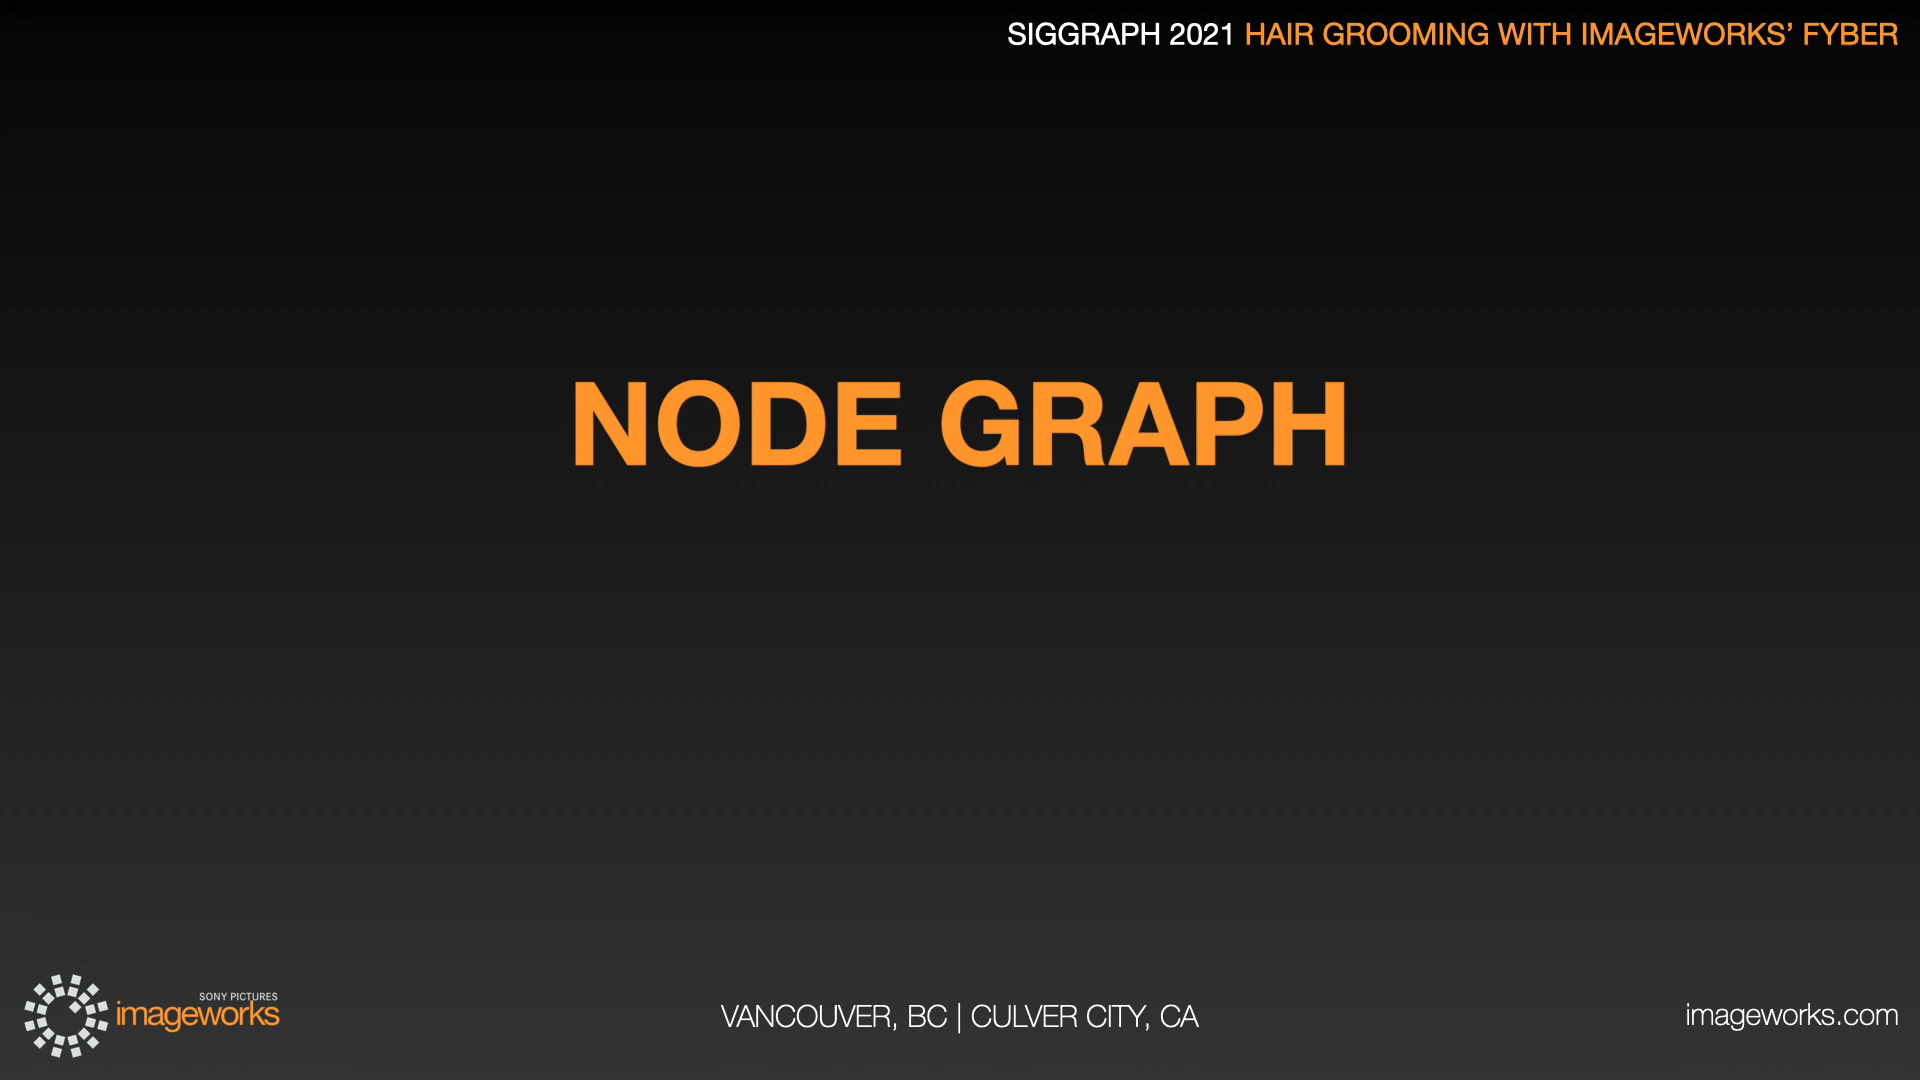 SIGGRAPH 2021 HAIR GROOMING WITH IMAGEWORKS’ FYBER
NODE GRAPH
SONY PICTURES
imageworks
VANCOUVER, BC | CULVER CITY, CA
imageworks.com